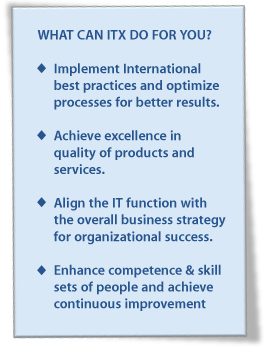 WHAT CAN ITX DO FOR YOU?
◆ Implement International
best practices and optimize
processes for better results.
◆ Achieve excellence in
quality of products and
services.
◆ Align the IT function with
the overall business strategy
for organizational success.
◆ Enhance competence & skill
sets of people and achieve
continuous improvement